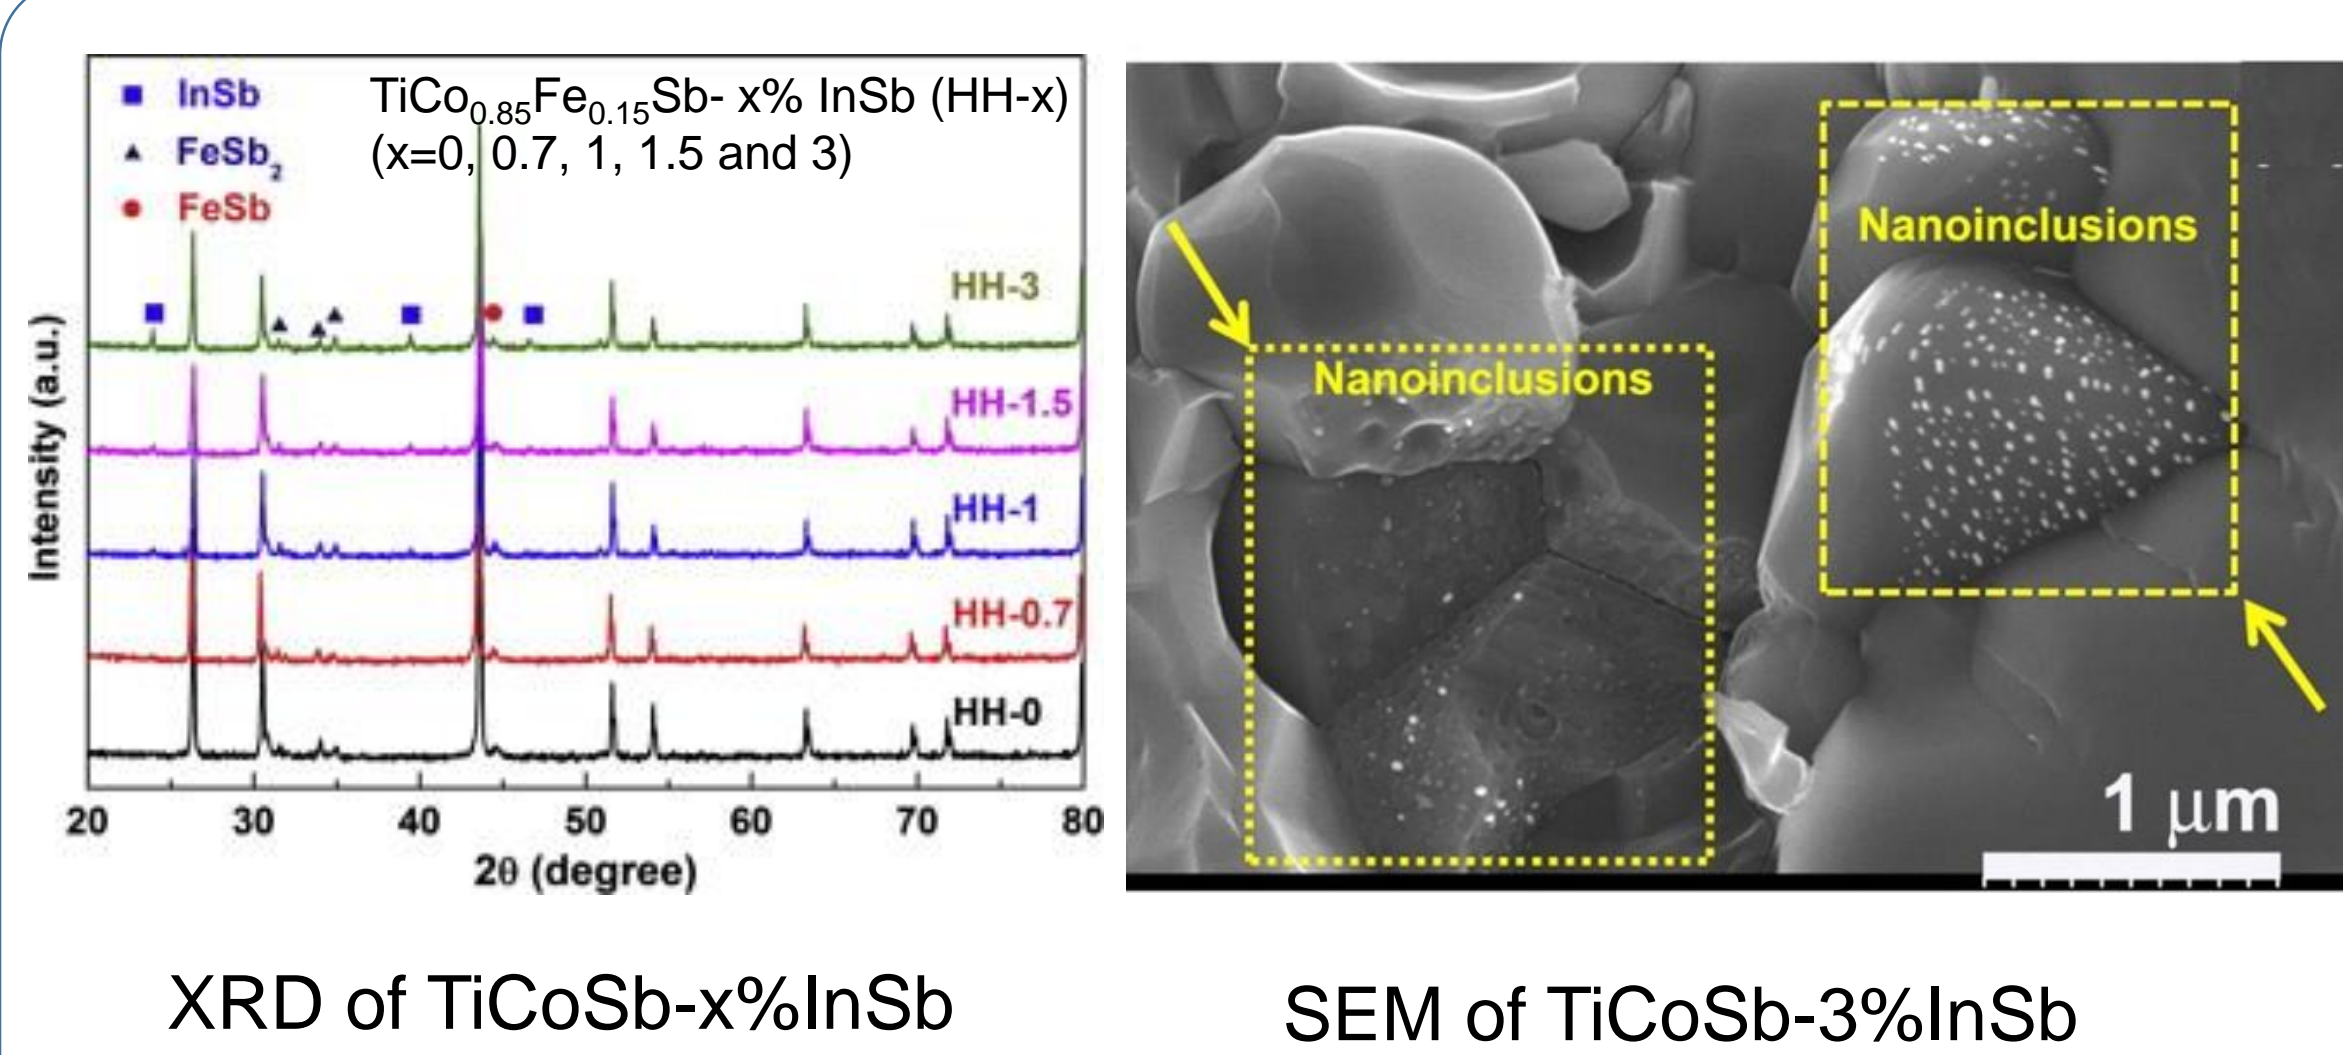 InSb
FeSb₂
FeSb
TiCo₀.₈₅Fe₀.₁₅Sb- x% InSb (HH-x)
(x=0, 0.7, 1, 1.5 and 3)
HH-3
HH-1.5
HH-1
HH-0.7
HH-0
Intensity (a.u.)
20 30 40 50 60 70 80
2θ (degree)
Nanoinclusions
Nanoinclusions
1 μm
XRD of TiCoSb-x%InSb
SEM of TiCoSb-3%InSb